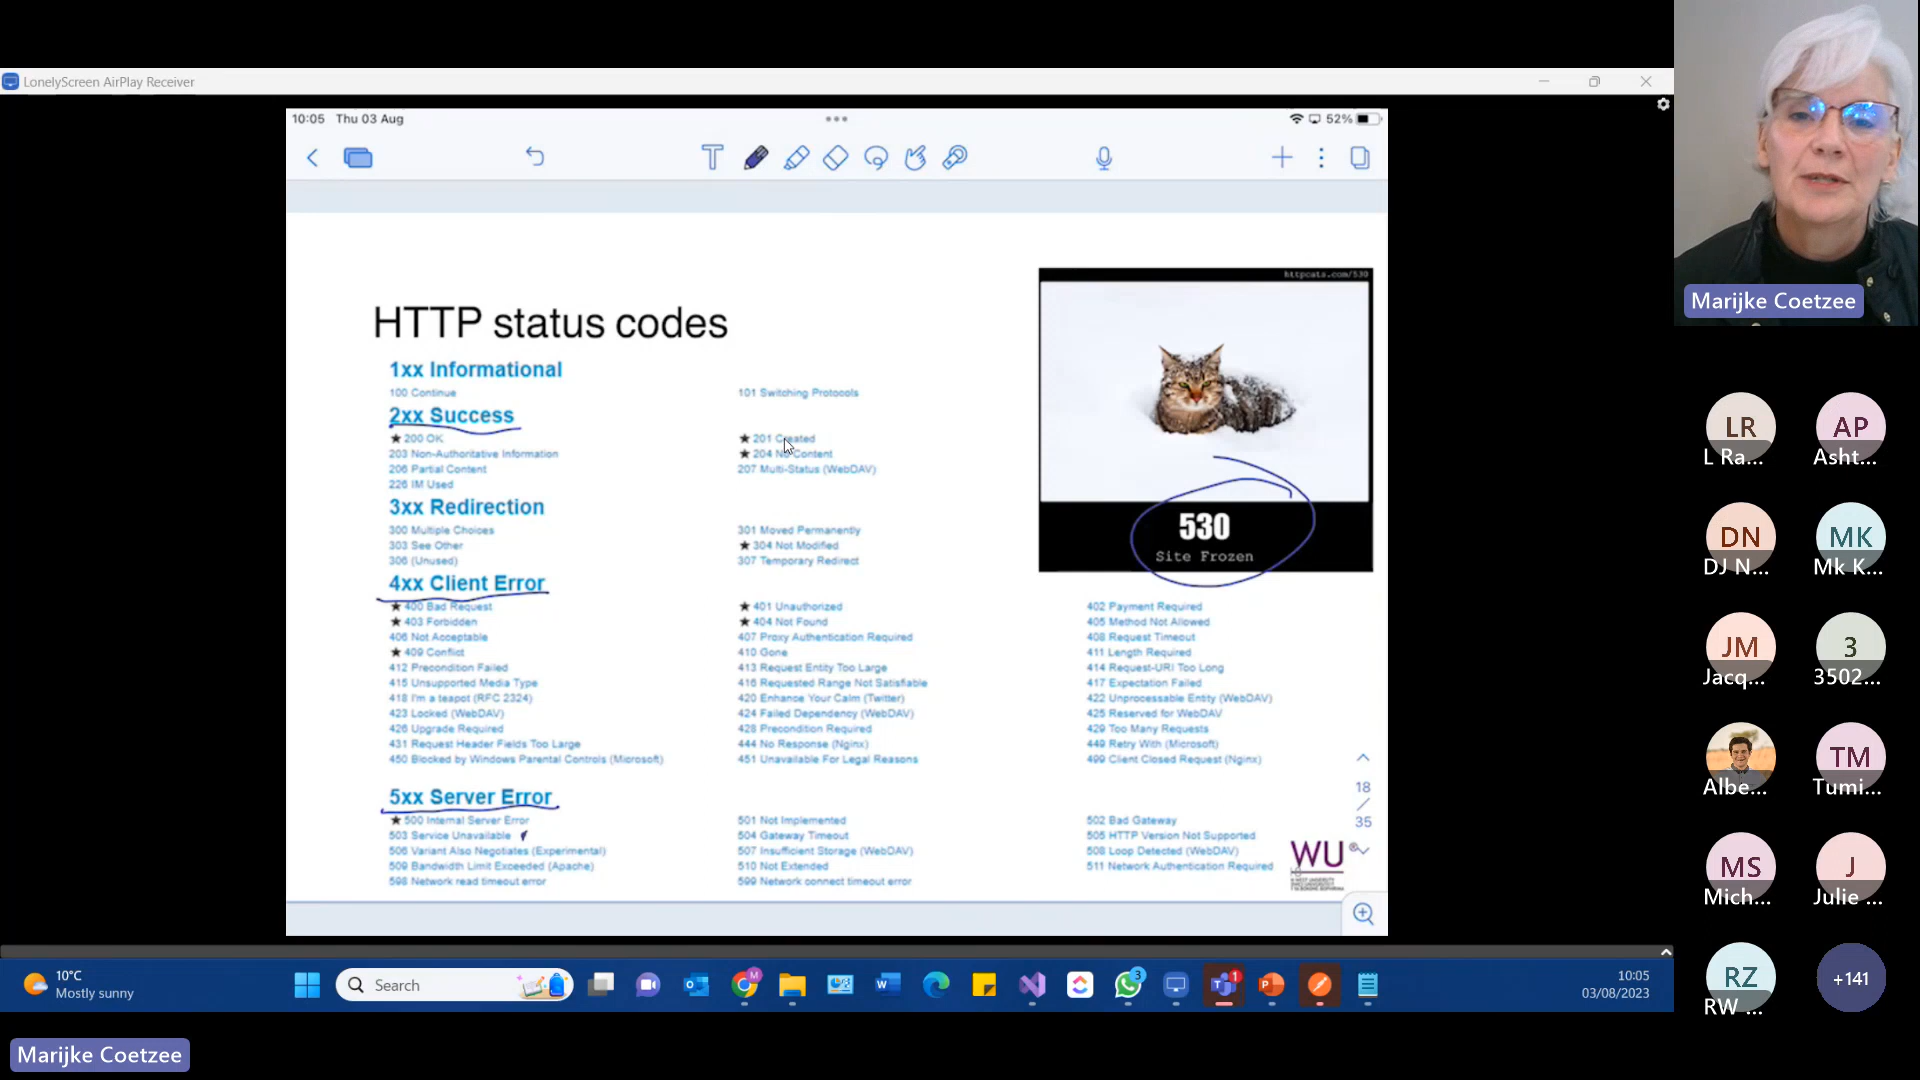 LonelyScreen AirPlay Receiver
10:05 Thu 03 Aug
52%
httpcats.com/530
HTTP status codes
1xx Informational
100 Continue 101 Switching Protocols
2xx Success
★ 200 OK ★ 201 Created
203 Non-Authoritative Information ★ 204 No Content
206 Partial Content 207 Multi-Status (WebDAV)
226 IM Used
3xx Redirection
300 Multiple Choices 301 Moved Permanently
303 See Other ★ 304 Not Modified
306 (Unused) 307 Temporary Redirect
530
Site Frozen
4xx Client Error
★ 400 Bad Request ★ 401 Unauthorized 402 Payment Required
★ 403 Forbidden ★ 404 Not Found 405 Method Not Allowed
406 Not Acceptable 407 Proxy Authentication Required 408 Request Timeout
★ 409 Conflict 410 Gone 411 Length Required
412 Precondition Failed 413 Request Entity Too Large 414 Request-URI Too Long
415 Unsupported Media Type 416 Requested Range Not Satisfiable 417 Expectation Failed
418 I'm a teapot (RFC 2324) 420 Enhance Your Calm (Twitter) 422 Unprocessable Entity (WebDAV)
423 Locked (WebDAV) 424 Failed Dependency (WebDAV) 425 Reserved for WebDAV
426 Upgrade Required 428 Precondition Required 429 Too Many Requests
431 Request Header Fields Too Large 444 No Response (Nginx) 449 Retry With (Microsoft)
450 Blocked by Windows Parental Controls (Microsoft) 451 Unavailable For Legal Reasons 499 Client Closed Request (Nginx)
5xx Server Error
★ 500 Internal Server Error 501 Not Implemented 502 Bad Gateway
503 Service Unavailable 504 Gateway Timeout 505 HTTP Version Not Supported
506 Variant Also Negotiates (Experimental) 507 Insufficient Storage (WebDAV) 508 Loop Detected (WebDAV)
509 Bandwidth Limit Exceeded (Apache) 510 Not Extended 511 Network Authentication Required
598 Network read timeout error 599 Network connect timeout error
18
/
35
WU
Marijke Coetzee
LR AP
L Ra... Asht...
DN MK
DJ N... Mk K...
JM 3
Jacq... 3502...
TM
Albe... Tumi...
MS J
Mich... Julie ...
RZ +141
RW ...
10°C
Mostly sunny
Search
M
3
1
10:05
03/08/2023
Marijke Coetzee